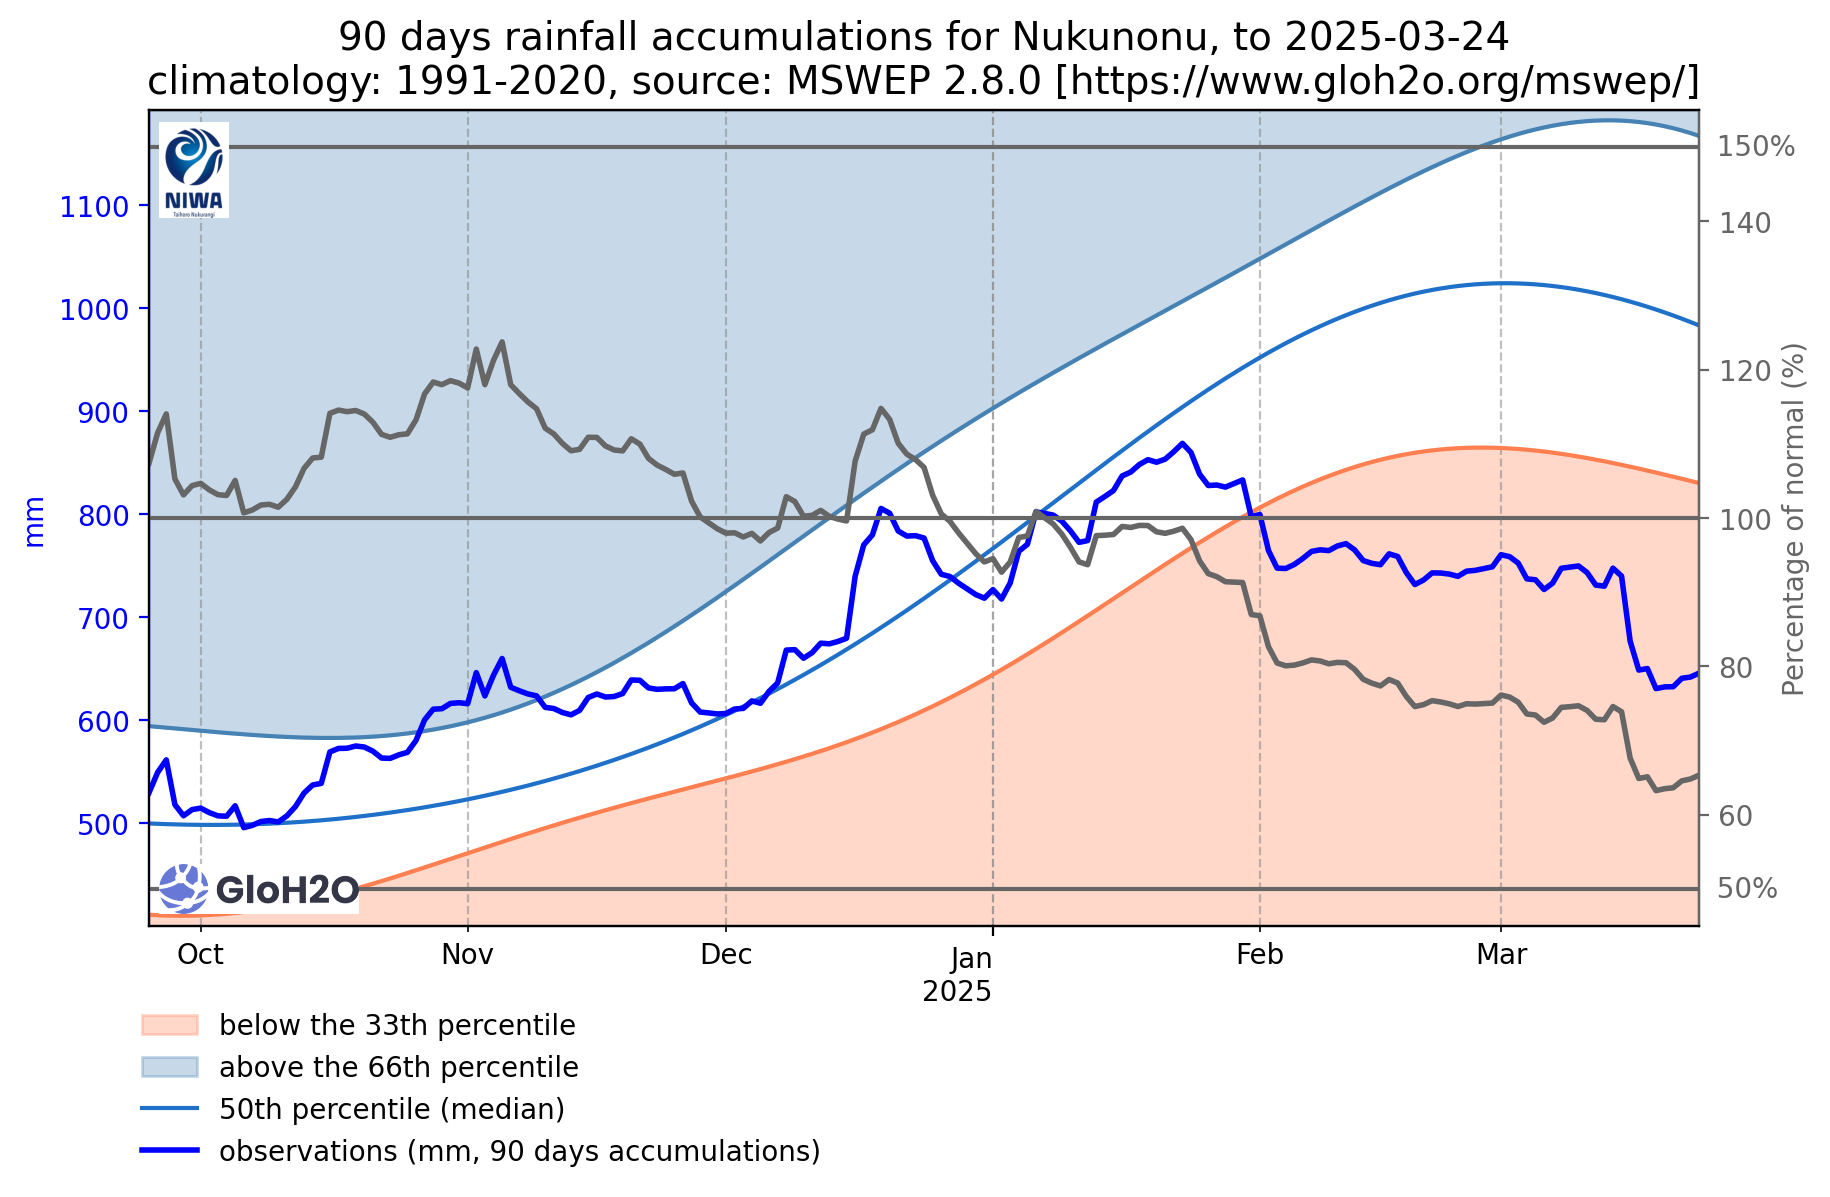 90 days rainfall accumulations for Nukunonu, to 2025-03-24
climatology: 1991-2020, source: MSWEP 2.8.0 [https://www.gloh2o.org/mswep/]
NIWA
Taihoro Nukurangi
1100
1000
900
800
700
600
500
mm
150%
140
120
100
80
60
50%
Percentage of normal (%)
GloH2O
Oct
Nov
Dec
Jan
2025
Feb
Mar
below the 33th percentile
above the 66th percentile
50th percentile (median)
observations (mm, 90 days accumulations)